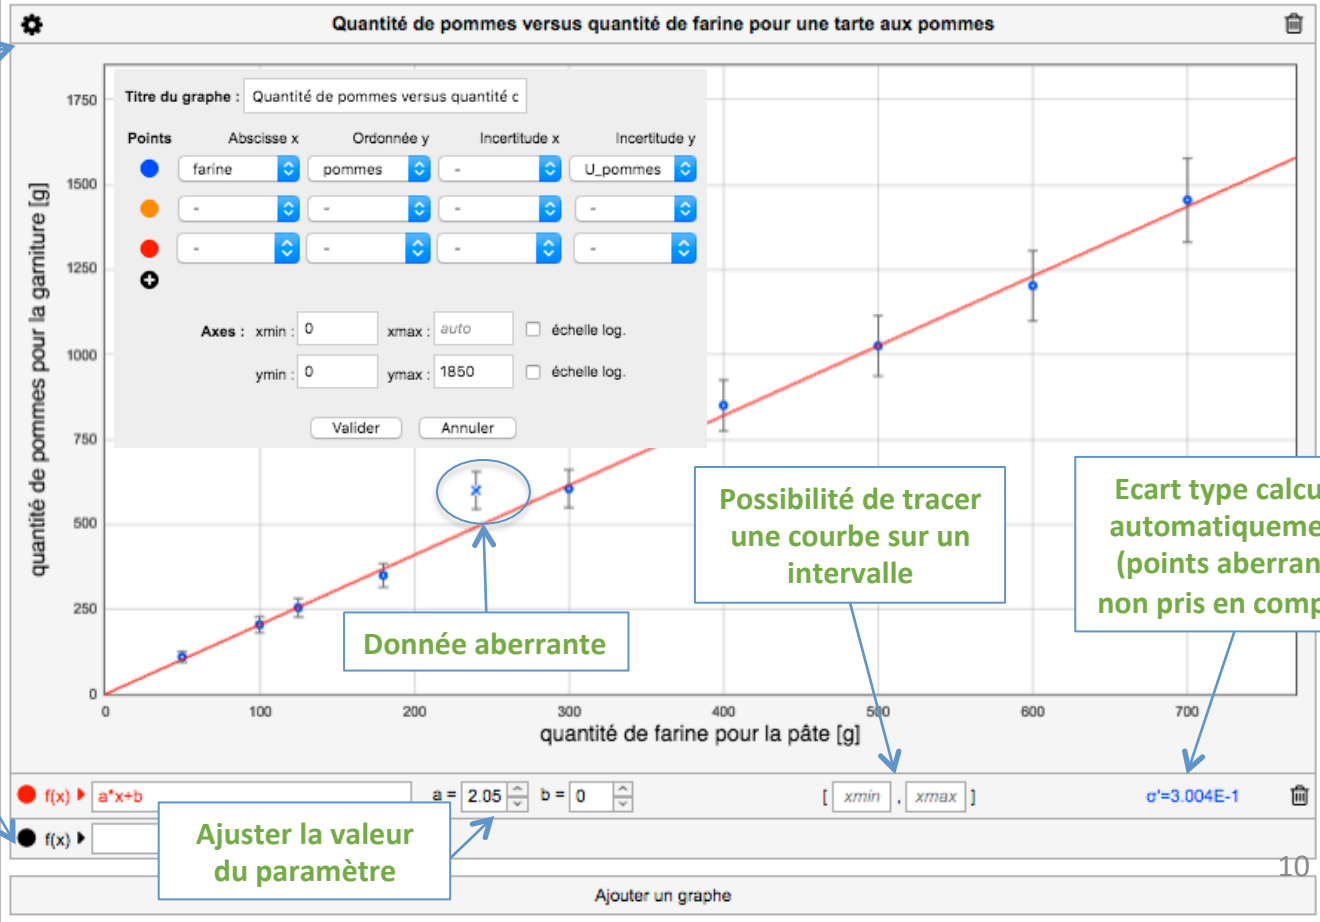 Quantité de pommes versus quantité de farine pour une tarte aux pommes
Titre du graphe : Quantité de pommes versus quantité c
Points Abscisse x Ordonnée y Incertitude x Incertitude y
farine pommes - U_pommes
- - - -
- - - -
Axes : xmin : 0 xmax : auto échelle log.
ymin : 0 ymax : 1850 échelle log.
Valider Annuler
quantité de pommes pour la garniture [g]
1750
1500
1250
1000
750
500
250
0
0 100 200 300 400 500 600 700
quantité de farine pour la pâte [g]
Donnée aberrante
Possibilité de tracer
une courbe sur un
intervalle
Ecart type calcu
automatiqueme
(points aberran
non pris en comp
f(x) a*x+b a = 2.05 b = 0 [ xmin , xmax ] σ'=3.004E-1
f(x)
Ajuster la valeur
du paramètre
10
Ajouter un graphe